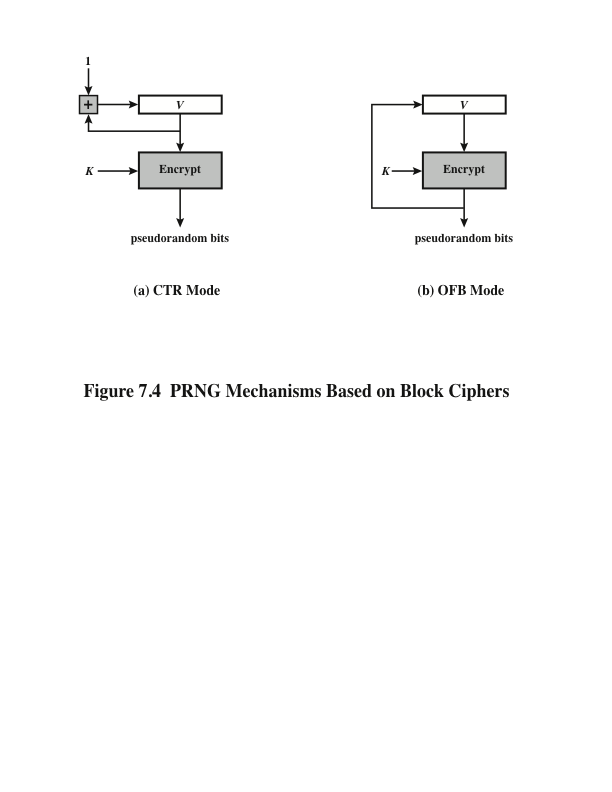 1
+
V
K
Encrypt
pseudorandom bits
(a) CTR Mode
V
K
Encrypt
pseudorandom bits
(b) OFB Mode
Figure 7.4 PRNG Mechanisms Based on Block Ciphers